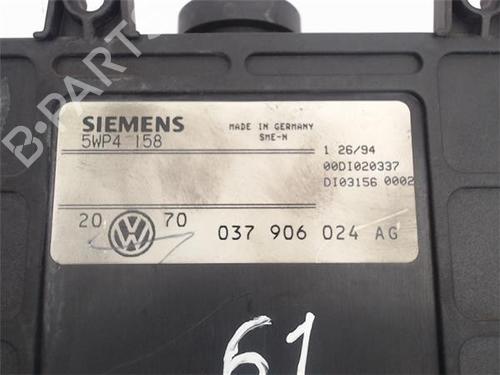 SIEMENS
5WP4 158
MADE IN GERMANY
SME-N
1 26/94
00DI020337
DI03156 0002
20 70
037 906 024 AG
61
B-PARTS